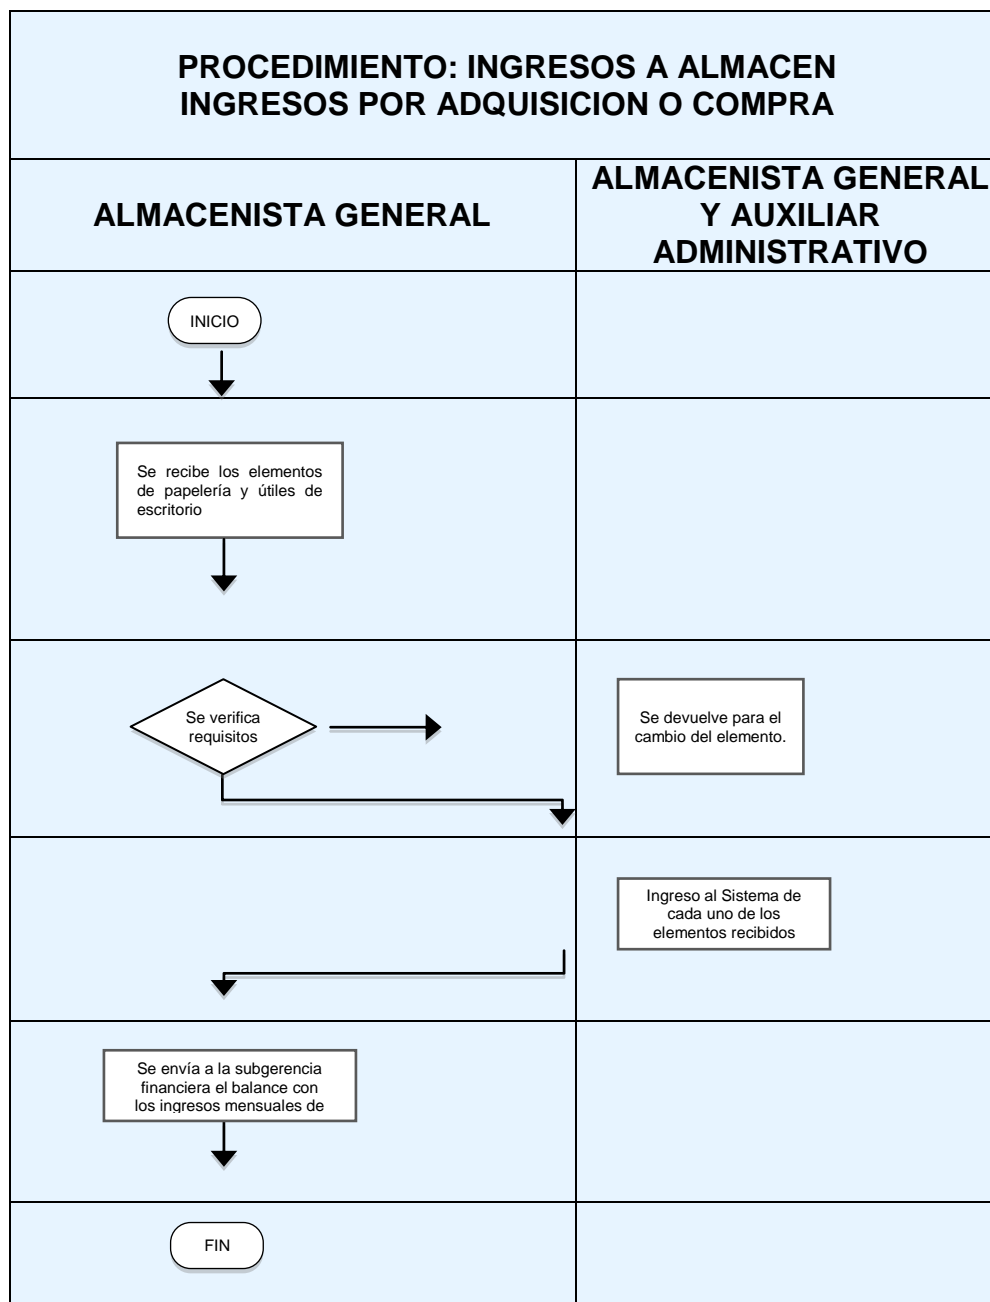 PROCEDIMIENTO: INGRESOS A ALMACEN
INGRESOS POR ADQUISICION O COMPRA
ALMACENISTA GENERAL
ALMACENISTA GENERAL
Y AUXILIAR
ADMINISTRATIVO
INICIO
Se recibe los elementos
de papelería y útiles de
escritorio
Se verifica
requisitos
Se devuelve para el
cambio del elemento.
Ingreso al Sistema de
cada uno de los
elementos recibidos
Se envía a la subgerencia
financiera el balance con
los ingresos mensuales de
FIN